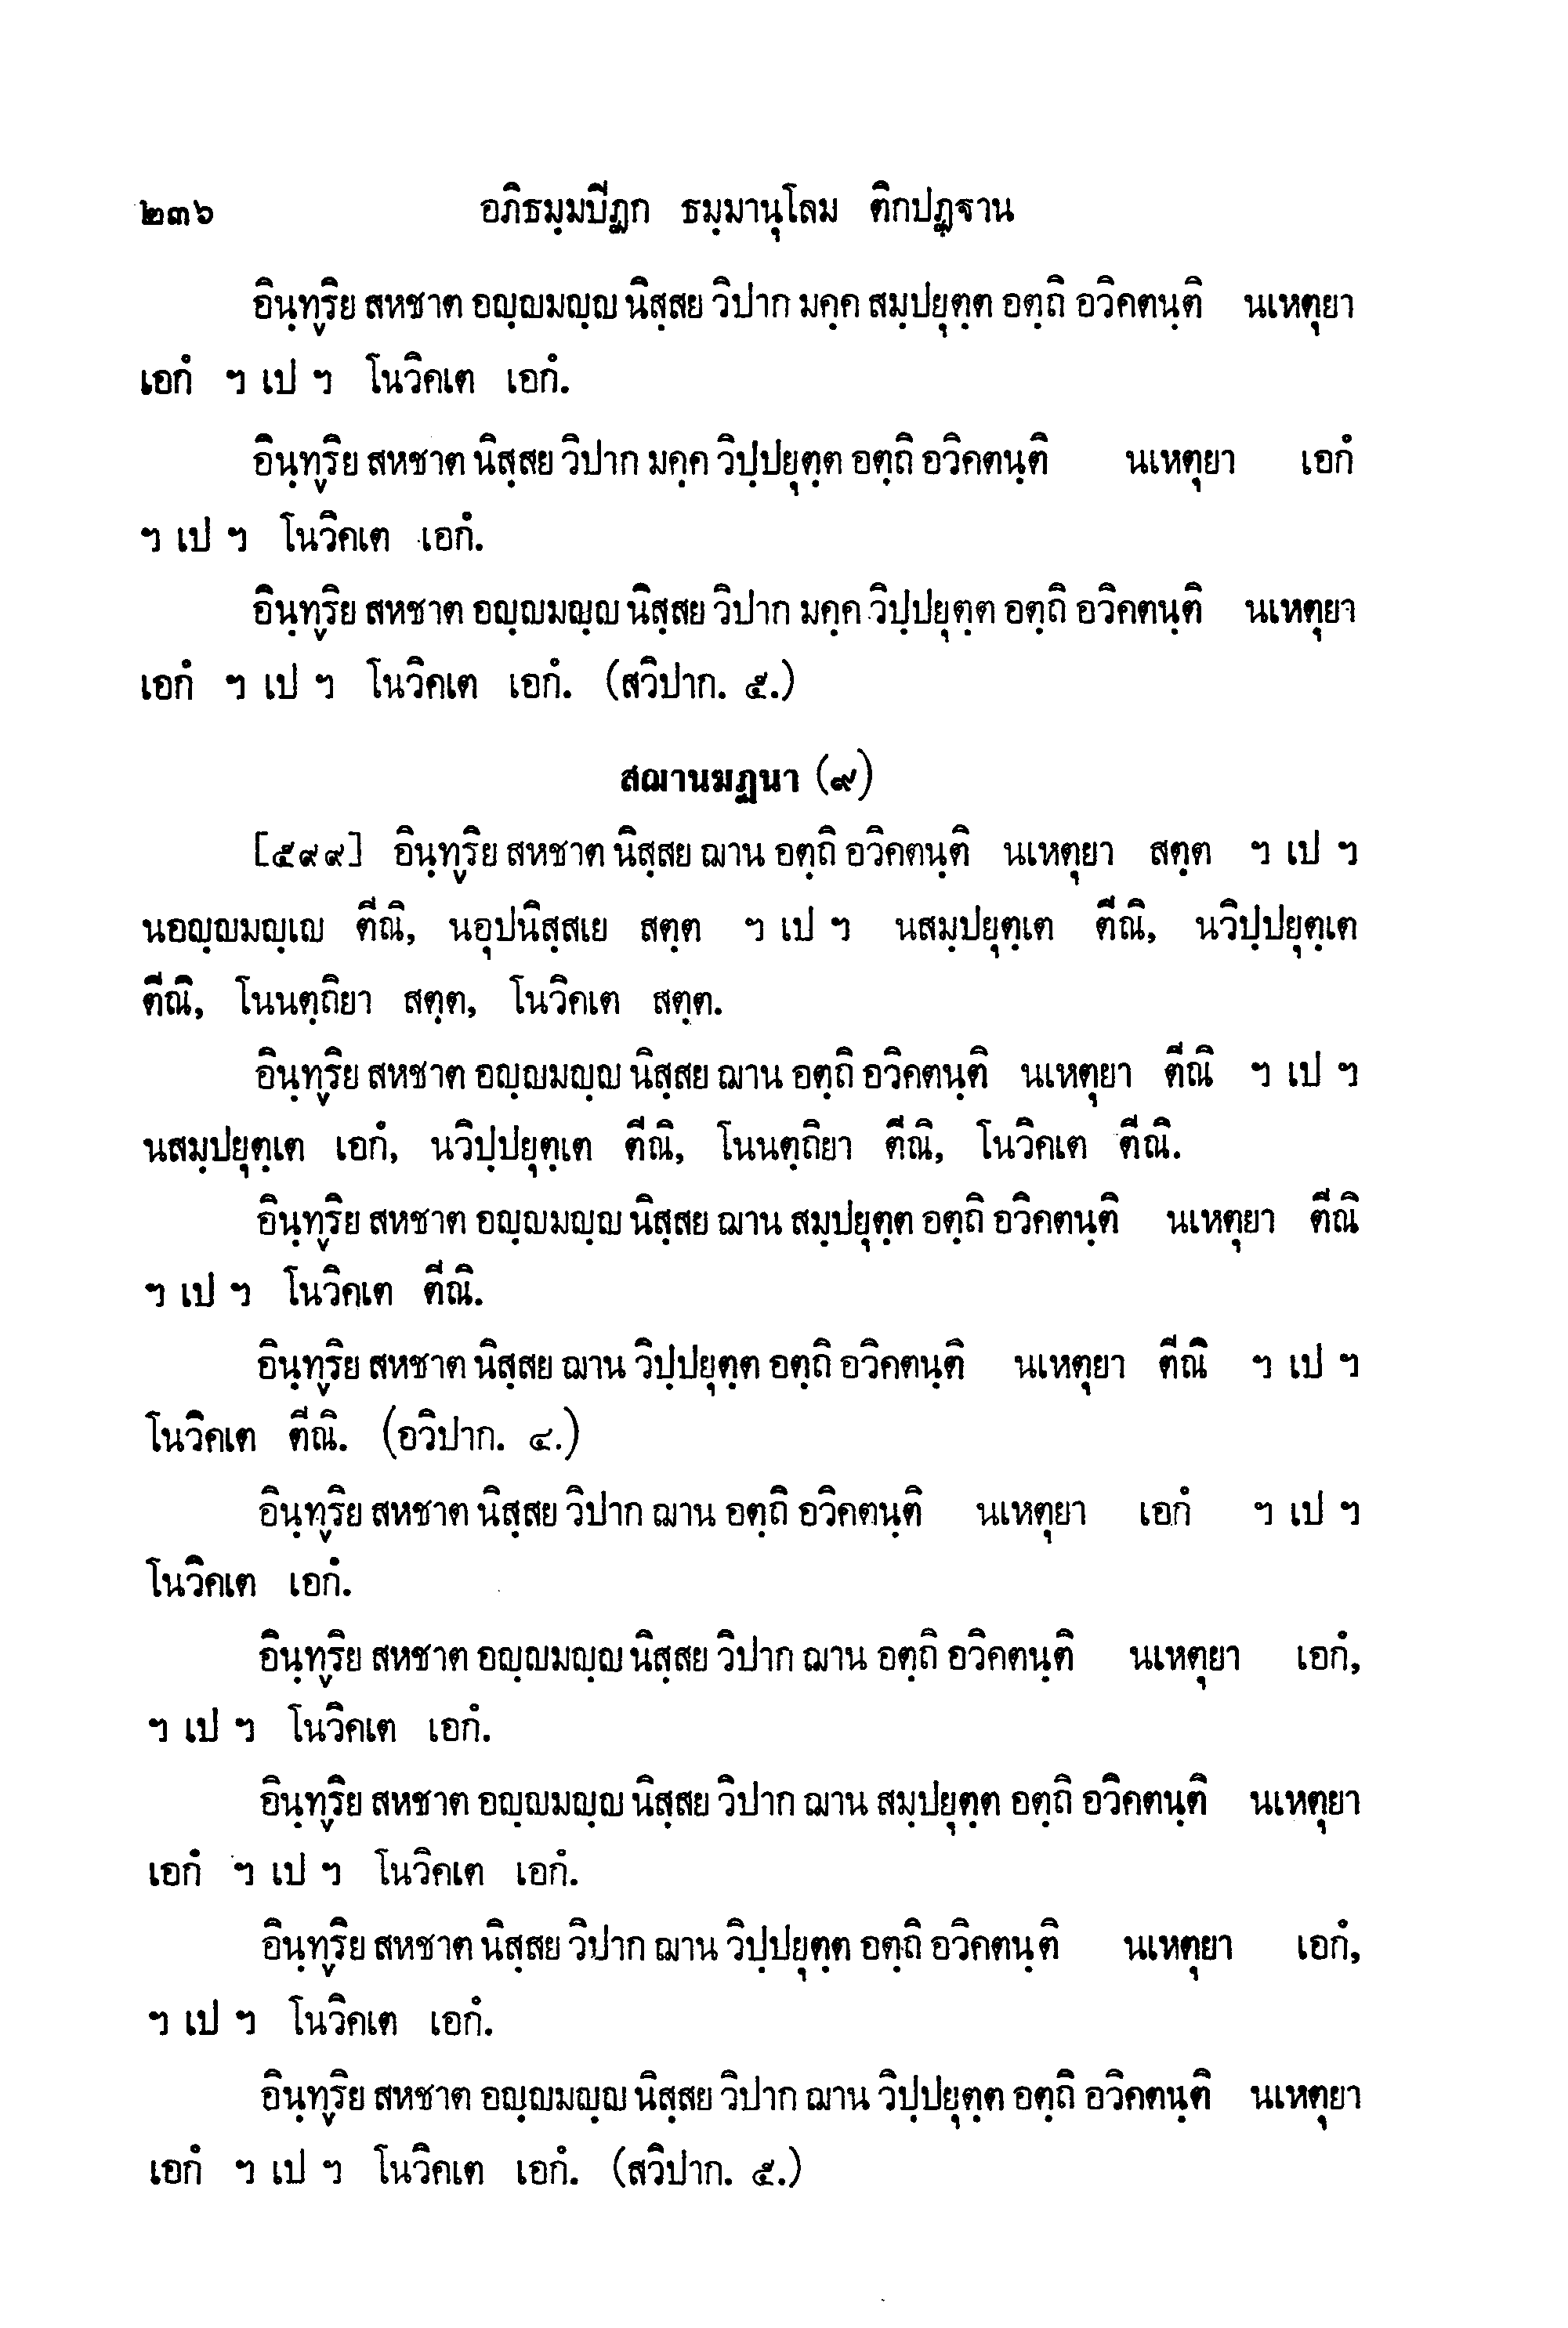 ๒๓๖ อภิธมฺมปิฏก ธมฺมานุโลม ติกปฏฺฐาน
อินฺทฺริย สหชาต อญฺญมญฺญ นิสฺสย วิปาก มคฺค สมฺปยุตฺต อตฺถิ อวิคตนฺติ นเหตุยา
เอกํ ฯ เป ฯ โนวิคเต เอกํ.
อินฺทฺริย สหชาต นิสฺสย วิปาก มคฺค วิปฺปยุตฺต อตฺถิ อวิคตนฺติ นเหตุยา เอกํ
ฯ เป ฯ โนวิคเต เอกํ.
อินฺทฺริย สหชาต อญฺญมญฺญ นิสฺสย วิปาก มคฺค วิปฺปยุตฺต อตฺถิ อวิคตนฺติ นเหตุยา
เอกํ ฯ เป ฯ โนวิคเต เอกํ. (สวิปาก. ๕.)
สฌานฆฏนา (๙)
[๕๙๙] อินฺทฺริย สหชาต นิสฺสย ฌาน อตฺถิ อวิคตนฺติ นเหตุยา สตฺต ฯ เป ฯ
นอญฺญมญฺเญ ตีณิ, นอุปนิสฺสเย สตฺต ฯ เป ฯ นสมฺปยุตฺเต ตีณิ, นวิปฺปยุตฺเต
ตีณิ, โนนตฺถิยา สตฺต, โนวิคเต สตฺต.
อินฺทฺริย สหชาต อญฺญมญฺญ นิสฺสย ฌาน อตฺถิ อวิคตนฺติ นเหตุยา ตีณิ ฯ เป ฯ
นสมฺปยุตฺเต เอกํ, นวิปฺปยุตฺเต ตีณิ, โนนตฺถิยา ตีณิ, โนวิคเต ตีณิ.
อินฺทฺริย สหชาต อญฺญมญฺญ นิสฺสย ฌาน สมฺปยุตฺต อตฺถิ อวิคตนฺติ นเหตุยา ตีณิ
ฯ เป ฯ โนวิคเต ตีณิ.
อินฺทฺริย สหชาต นิสฺสย ฌาน วิปฺปยุตฺต อตฺถิ อวิคตนฺติ นเหตุยา ตีณิ ฯ เป ฯ
โนวิคเต ตีณิ. (อวิปาก. ๔.)
อินฺทฺริย สหชาต นิสฺสย วิปาก ฌาน อตฺถิ อวิคตนฺติ นเหตุยา เอกํ ฯ เป ฯ
โนวิคเต เอกํ.
อินฺทฺริย สหชาต อญฺญมญฺญ นิสฺสย วิปาก ฌาน อตฺถิ อวิคตนฺติ นเหตุยา เอกํ,
ฯ เป ฯ โนวิคเต เอกํ.
อินฺทฺริย สหชาต อญฺญมญฺญ นิสฺสย วิปาก ฌาน สมฺปยุตฺต อตฺถิ อวิคตนฺติ นเหตุยา
เอกํ ฯ เป ฯ โนวิคเต เอกํ.
อินฺทฺริย สหชาต นิสฺสย วิปาก ฌาน วิปฺปยุตฺต อตฺถิ อวิคตนฺติ นเหตุยา เอกํ,
ฯ เป ฯ โนวิคเต เอกํ.
อินฺทฺริย สหชาต อญฺญมญฺญ นิสฺสย วิปาก ฌาน วิปฺปยุตฺต อตฺถิ อวิคตนฺติ นเหตุยา
เอกํ ฯ เป ฯ โนวิคเต เอกํ. (สวิปาก. ๕.)